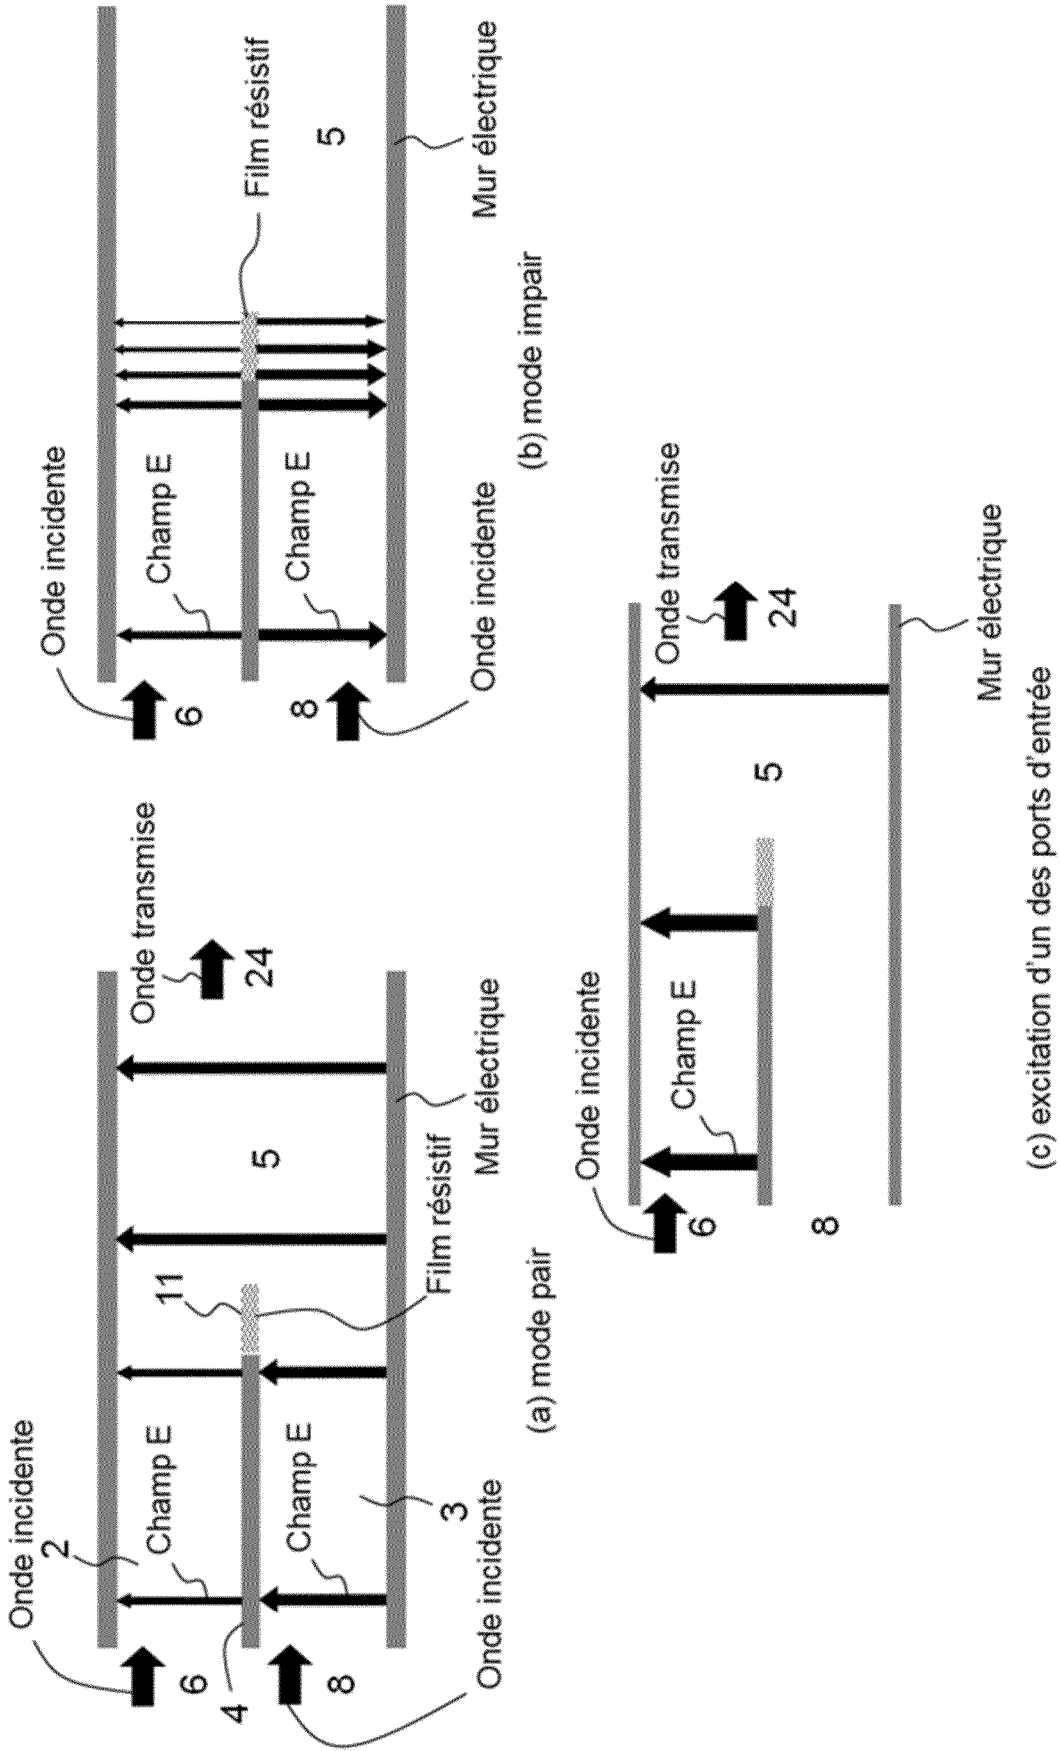 Onde incidente
2
6
Champ E
4
Onde transmise
24
11
5
8
Champ E
3
Onde incidente
Film résistif
Mur électrique
(a) mode pair
Onde incidente
6
Champ E
8
Champ E
Onde incidente
Film résistif
5
Mur électrique
(b) mode impair
Onde incidente
6
Champ E
8
5
Onde transmise
24
Mur électrique
(c) excitation d'un des ports d'entrée